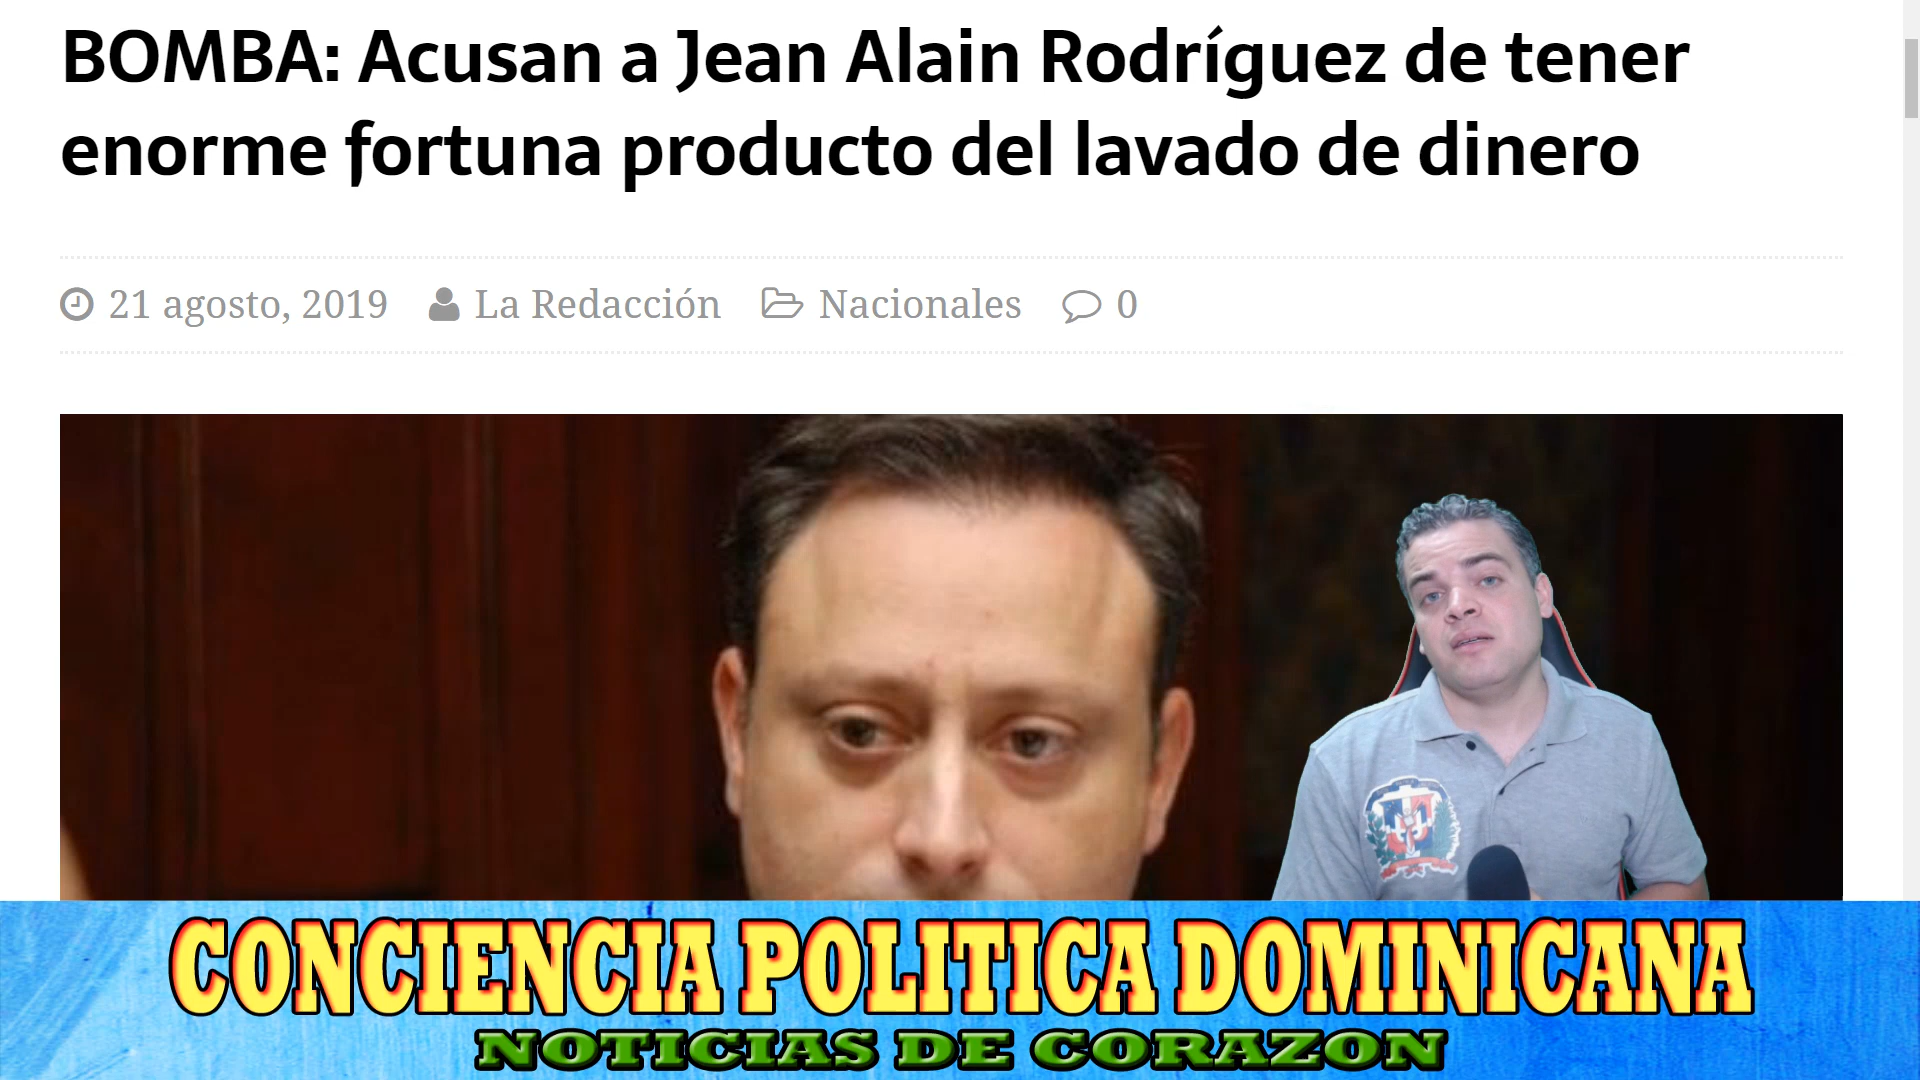 BOMBA: Acusan a Jean Alain Rodríguez de tener
enorme fortuna producto del lavado de dinero
21 agosto, 2019 La Redacción Nacionales 0
CONCIENCIA POLITICA DOMINICANA
NOTICIAS DE CORAZON